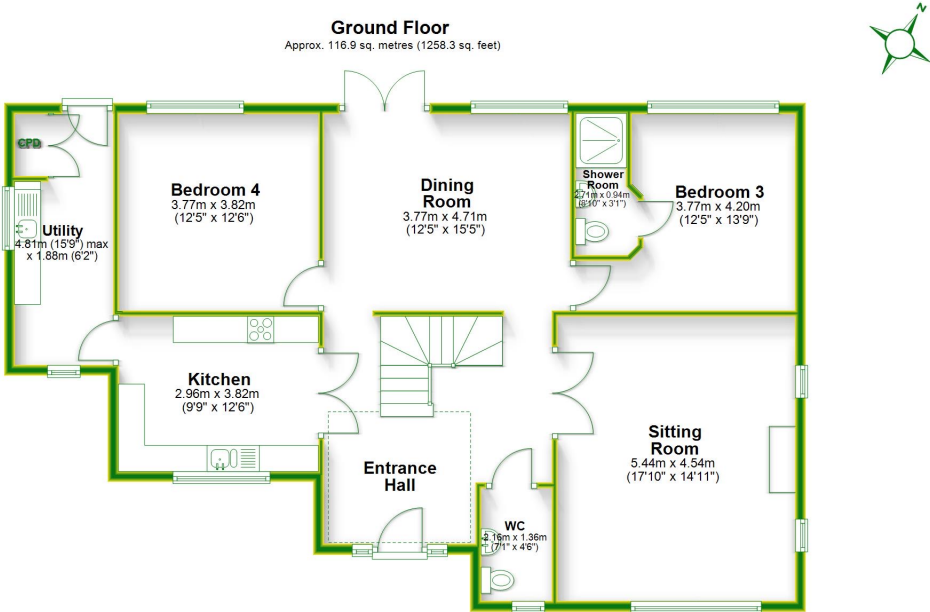 N
Ground Floor
Approx. 116.9 sq. metres (1258.3 sq. feet)
CPD
Utility
4.81m (15'9") max
x 1.88m (6'2")
Bedroom 4
3.77m x 3.82m
(12'5" x 12'6")
Dining
Room
3.77m x 4.71m
(12'5" x 15'5")
Shower
Room
2.71m x 0.94m
(8'10" x 3'1")
Bedroom 3
3.77m x 4.20m
(12'5" x 13'9")
Kitchen
2.96m x 3.82m
(9'9" x 12'6")
Entrance
Hall
Sitting
Room
5.44m x 4.54m
(17'10" x 14'11")
WC
2.16m x 1.36m
(7'1" x 4'6")